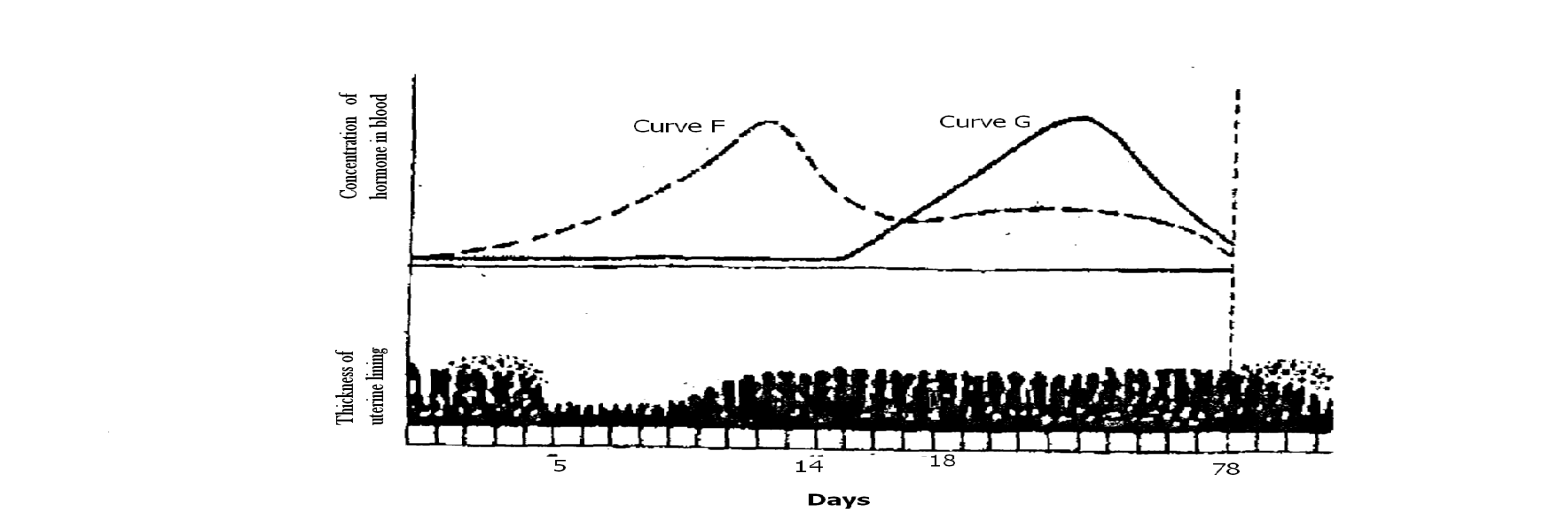 Concentration of
hormone in blood
Curve F
Curve G
Thickness of
uterine lining
5
14
18
78
Days